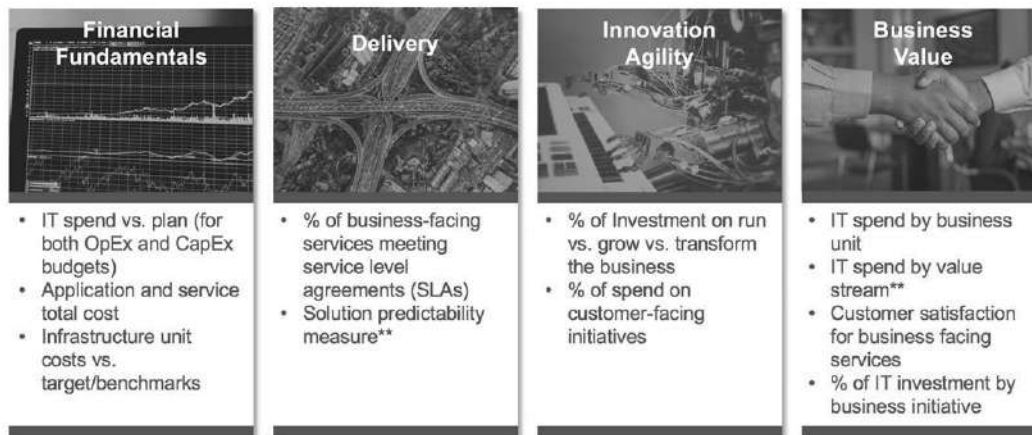 Financial
Fundamentals
• IT spend vs. plan (for
both OpEx and CapEx
budgets)
• Application and service
total cost
• Infrastructure unit
costs vs.
target/benchmarks
Delivery
• % of business-facing
services meeting
service level
agreements (SLAs)
• Solution predictability
measure**
Innovation
Agility
• % of Investment on run
vs. grow vs. transform
the business
• % of spend on
customer-facing
initiatives
Business
Value
• IT spend by business
unit
• IT spend by value
stream**
• Customer satisfaction
for business facing
services
• % of IT investment by
business initiative